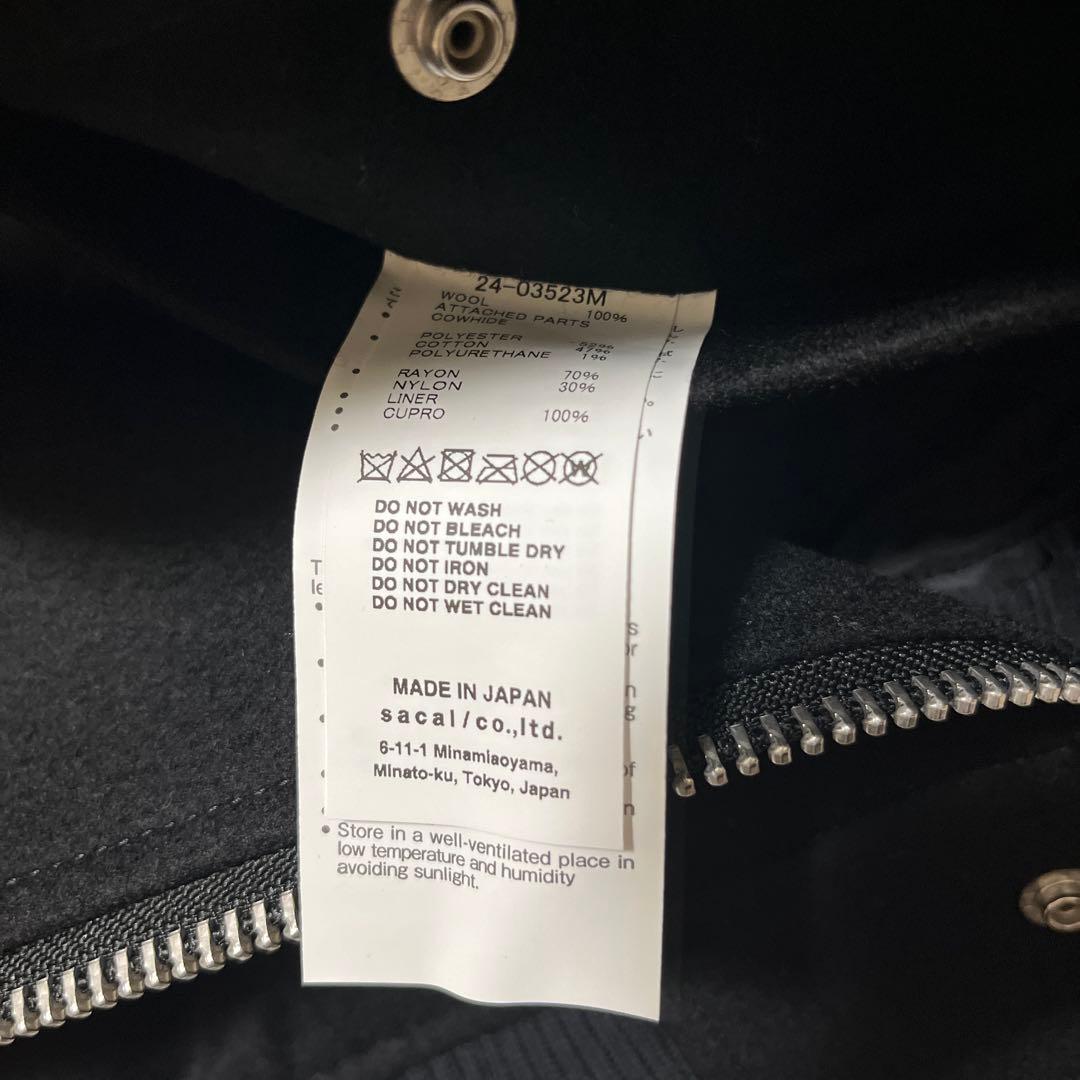 24-03523M
WOOL 100%
ATTACHED PARTS
COWHIDE
POLYESTER 52%
COTTON 47%
POLYURETHANE 1%
RAYON 70%
NYLON 30%
LINER
CUPRO 100%
DO NOT WASH
DO NOT BLEACH
DO NOT TUMBLE DRY
DO NOT IRON
DO NOT DRY CLEAN
DO NOT WET CLEAN
MADE IN JAPAN
sacai/co.,ltd.
6-11-1 Minamiaoyama,
Minato-ku, Tokyo, Japan
• Store in a well-ventilated place in
low temperature and humidity
avoiding sunlight.